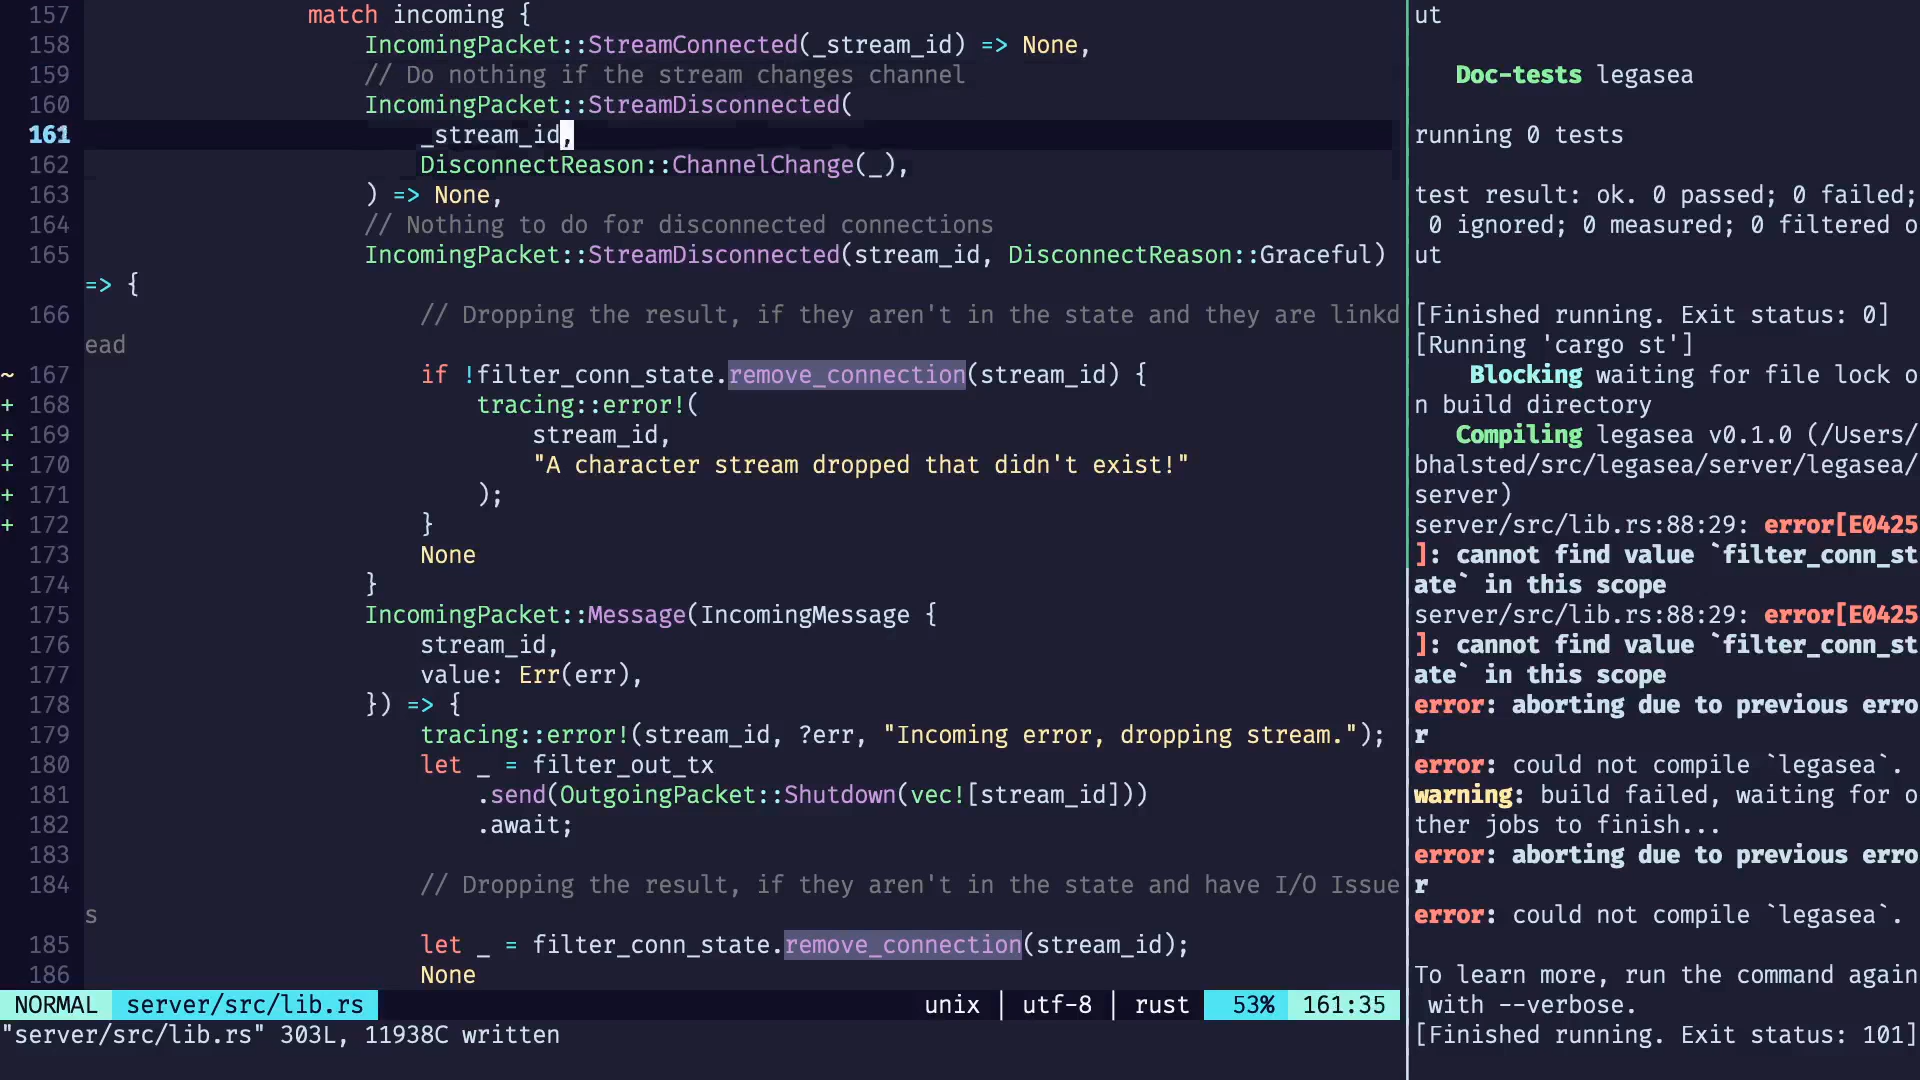 157                 match incoming {
158                     IncomingPacket::StreamConnected(_stream_id) => None,
159                     // Do nothing if the stream changes channel
160                     IncomingPacket::StreamDisconnected(
161                         _stream_id,
162                         DisconnectReason::ChannelChange(_),
163                     ) => None,
164                     // Nothing to do for disconnected connections
165                     IncomingPacket::StreamDisconnected(stream_id, DisconnectReason::Graceful)
=> {
166                         // Dropping the result, if they aren't in the state and they are linkd
ead
~ 167                         if !filter_conn_state.remove_connection(stream_id) {
+ 168                             tracing::error!(
+ 169                                 stream_id,
+ 170                                 "A character stream dropped that didn't exist!"
+ 171                             );
+ 172                         }
173                         None
174                     }
175                     IncomingPacket::Message(IncomingMessage {
176                         stream_id,
177                         value: Err(err),
178                     }) => {
179                         tracing::error!(stream_id, ?err, "Incoming error, dropping stream.");
180                         let _ = filter_out_tx
181                             .send(OutgoingPacket::Shutdown(vec![stream_id]))
182                             .await;
183
184                         // Dropping the result, if they aren't in the state and have I/O Issue
s
185                         let _ = filter_conn_state.remove_connection(stream_id);
186                         None
NORMAL server/src/lib.rs unix | utf-8 | rust 53% 161:35
"server/src/lib.rs" 303L, 11938C written
ut
Doc-tests legasea
running 0 tests
test result: ok. 0 passed; 0 failed;
 0 ignored; 0 measured; 0 filtered o
ut
[Finished running. Exit status: 0]
[Running 'cargo st']
    Blocking waiting for file lock o
n build directory
   Compiling legasea v0.1.0 (/Users/
bhalsted/src/legasea/server/legasea/
server)
server/src/lib.rs:88:29: error[E0425
]: cannot find value `filter_conn_st
ate` in this scope
server/src/lib.rs:88:29: error[E0425
]: cannot find value `filter_conn_st
ate` in this scope
error: aborting due to previous erro
r
error: could not compile `legasea`.
warning: build failed, waiting for o
ther jobs to finish...
error: aborting due to previous erro
r
error: could not compile `legasea`.
To learn more, run the command again
 with --verbose.
[Finished running. Exit status: 101]